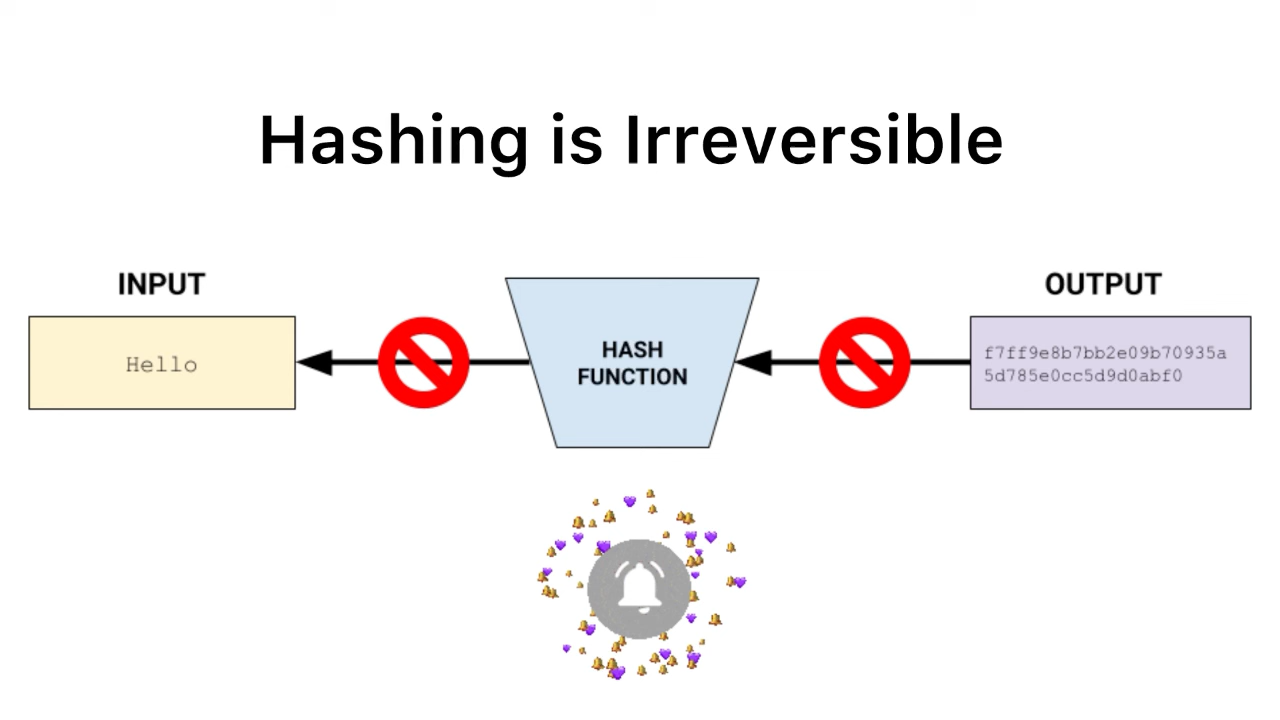 Hashing is Irreversible
INPUT
OUTPUT
Hello
HASH
FUNCTION
f7ff9e8b7bb2e09b70935a
5d785e0cc5d9d0abf0